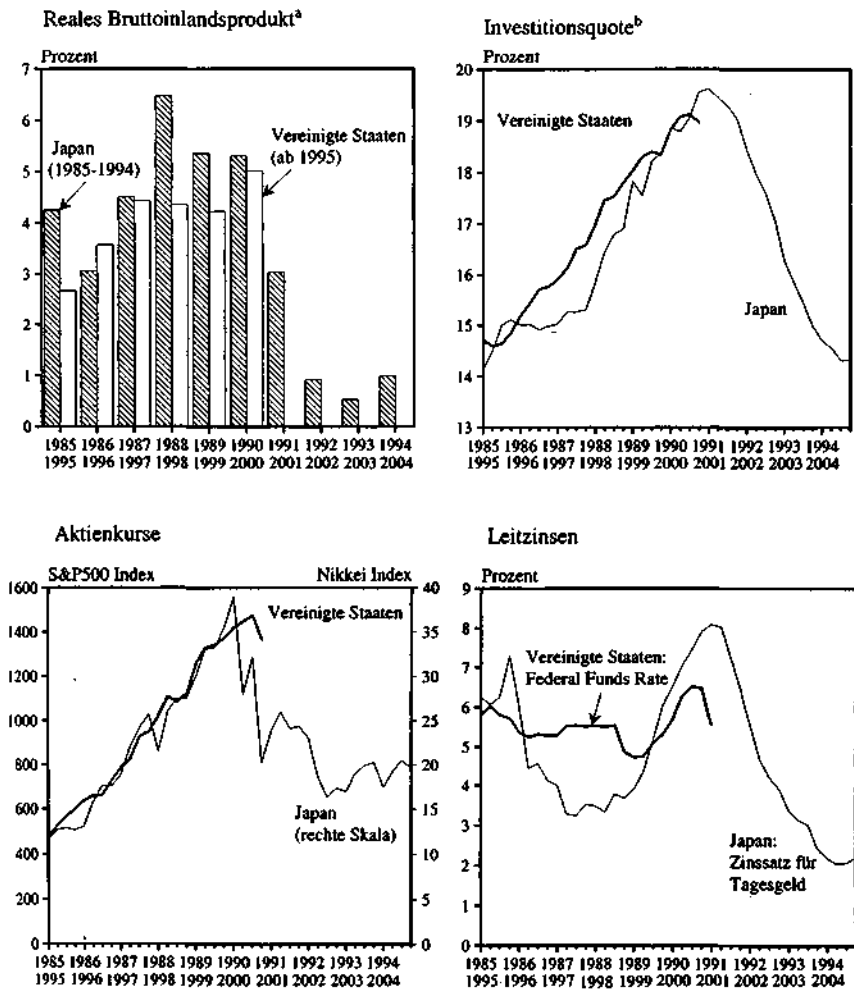 Reales Bruttoinlandsproduktᵃ
Prozent
7
6
5
4
3
2
1
0
Japan
(1985-1994)
Vereinigte Staaten
(ab 1995)
1985 1986 1987 1988 1989 1990 1991 1992 1993 1994
1995 1996 1997 1998 1999 2000 2001 2002 2003 2004
Investitionsquoteᵇ
Prozent
20
19
18
17
16
15
14
13
Vereinigte Staaten
Japan
1985 1986 1987 1988 1989 1990 1991 1992 1993 1994
1995 1996 1997 1998 1999 2000 2001 2002 2003 2004
Aktienkurse
S&P500 Index Nikkei Index
1600 40
1400 35
1200 30
1000 25
800 20
600 15
400 10
200 5
0 0
Vereinigte Staaten
Japan
(rechte Skala)
1985 1986 1987 1988 1989 1990 1991 1992 1993 1994
1995 1996 1997 1998 1999 2000 2001 2002 2003 2004
Leitzinsen
Prozent
9
8
7
6
5
4
3
2
1
0
Vereinigte Staaten:
Federal Funds Rate
Japan:
Zinssatz für
Tagesgeld
1985 1986 1987 1988 1989 1990 1991 1992 1993 1994
1995 1996 1997 1998 1999 2000 2001 2002 2003 2004